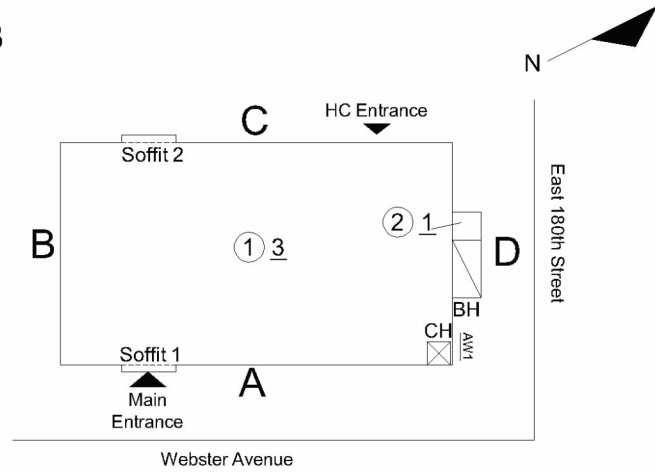 N
C
HC Entrance
Soffit 2
B
1 3
2 1
D
East 180th Street
BH
CH
AW1
Soffit 1
A
Main
Entrance
Webster Avenue